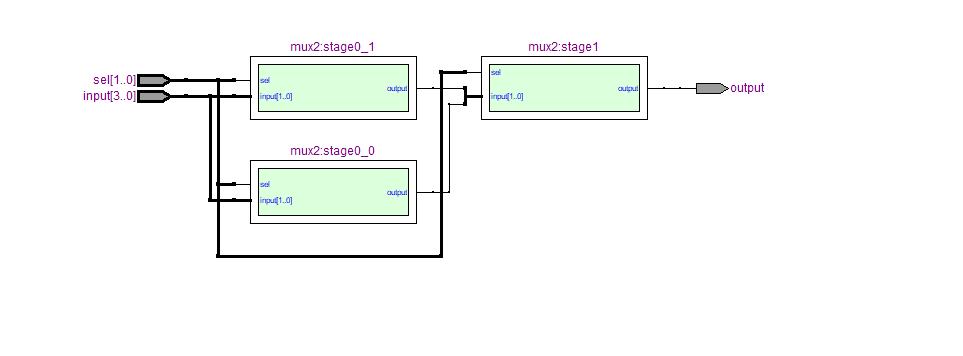 mux2:stage0_1
mux2:stage1
sel[1..0]
input[3..0]
sel
input[1..0]
output
sel
input[1..0]
output
output
mux2:stage0_0
sel
input[1..0]
output